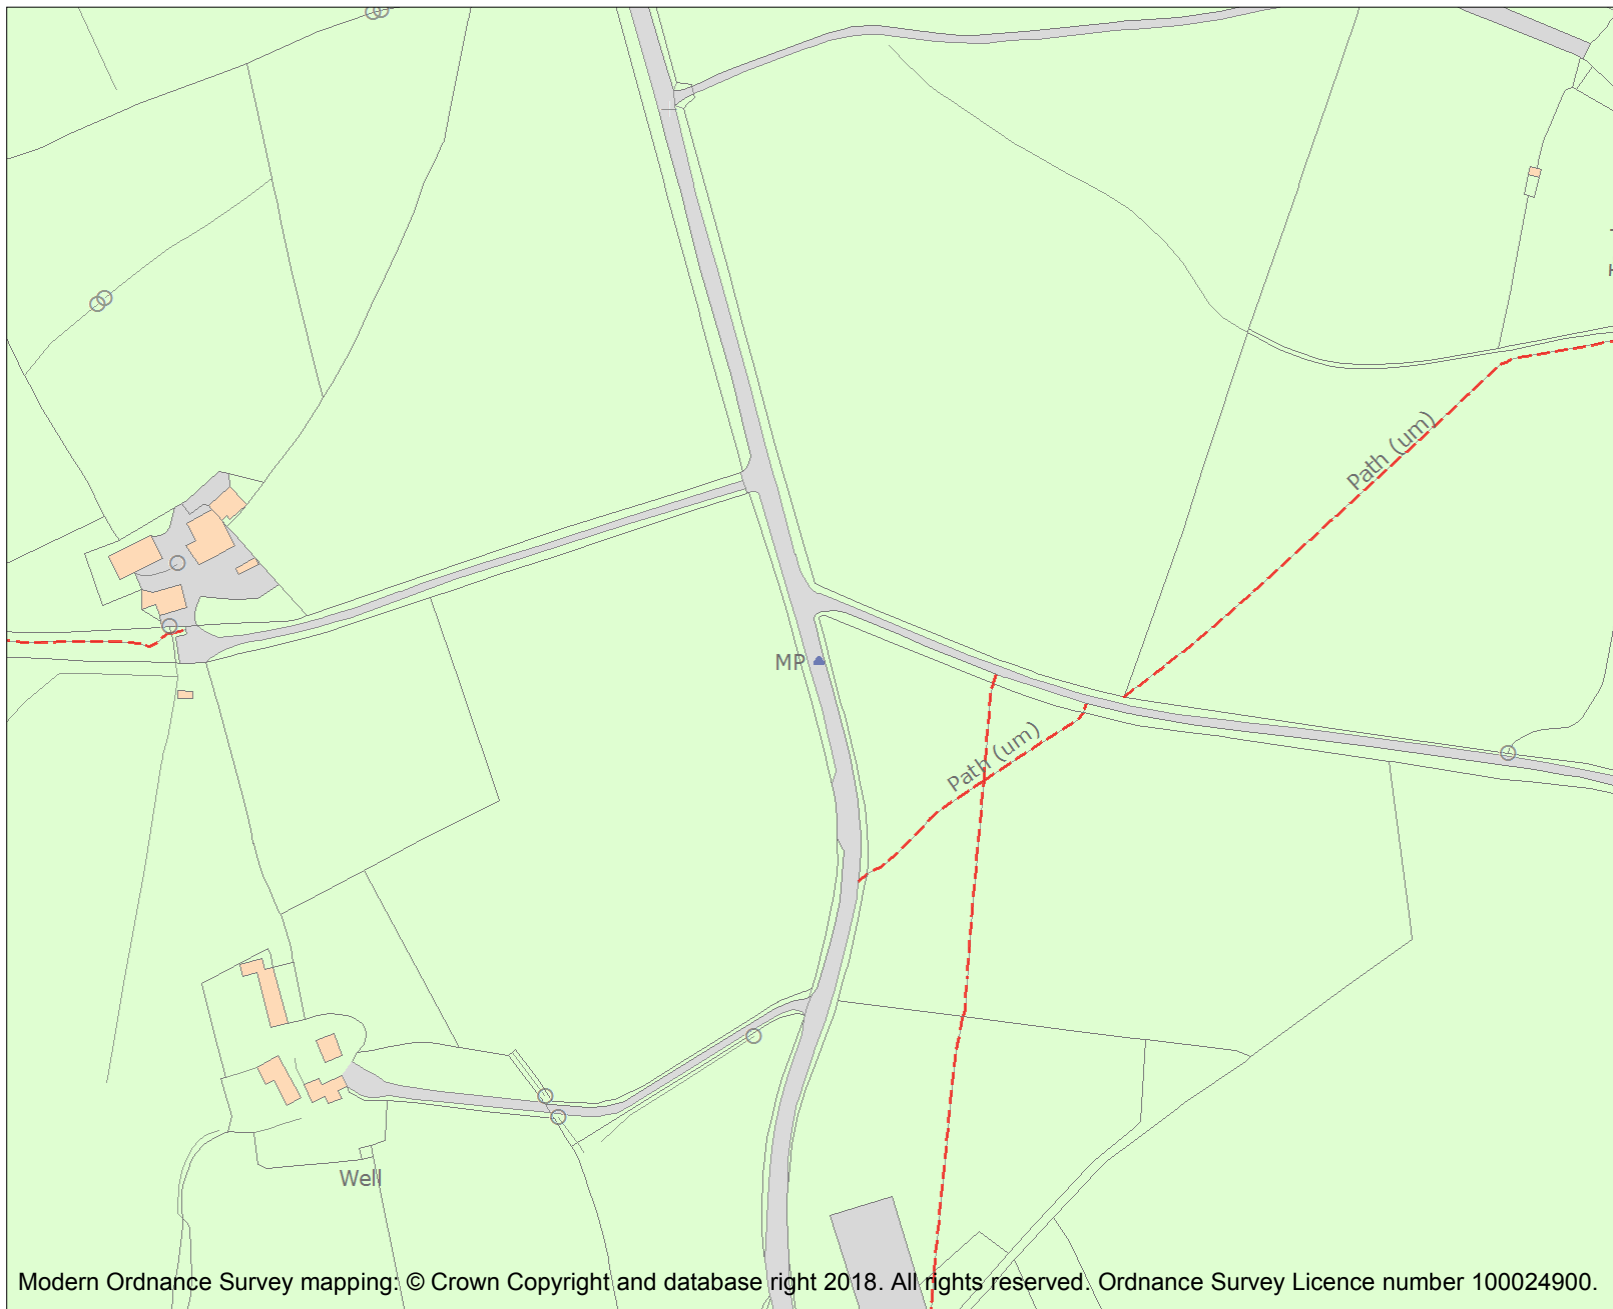 Path (um)
MP
Path (um)
Well
Modern Ordnance Survey mapping: © Crown Copyright and database right 2018. All rights reserved. Ordnance Survey Licence number 100024900.